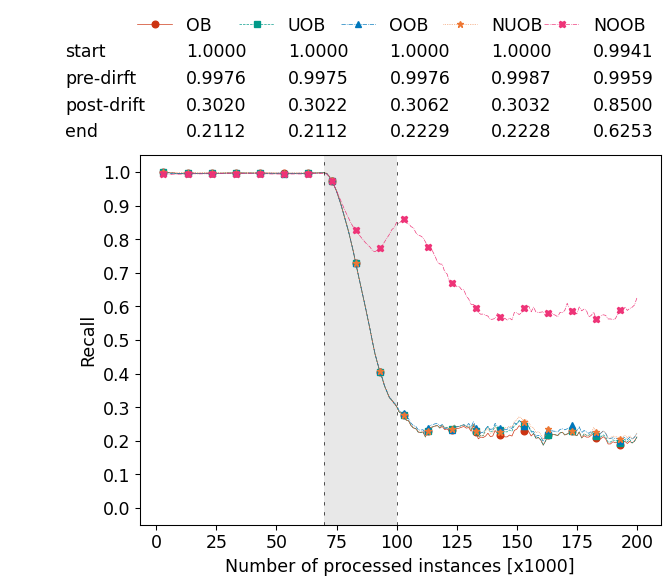 OB UOB OOB NUOB NOOB
start 1.0000 1.0000 1.0000 1.0000 0.9941
pre-dirft 0.9976 0.9975 0.9976 0.9987 0.9959
post-drift 0.3020 0.3022 0.3062 0.3032 0.8500
end 0.2112 0.2112 0.2229 0.2228 0.6253
1.0
0.9
0.8
0.7
0.6
0.5
0.4
0.3
0.2
0.1
0.0
Recall
0 25 50 75 100 125 150 175 200
Number of processed instances [x1000]